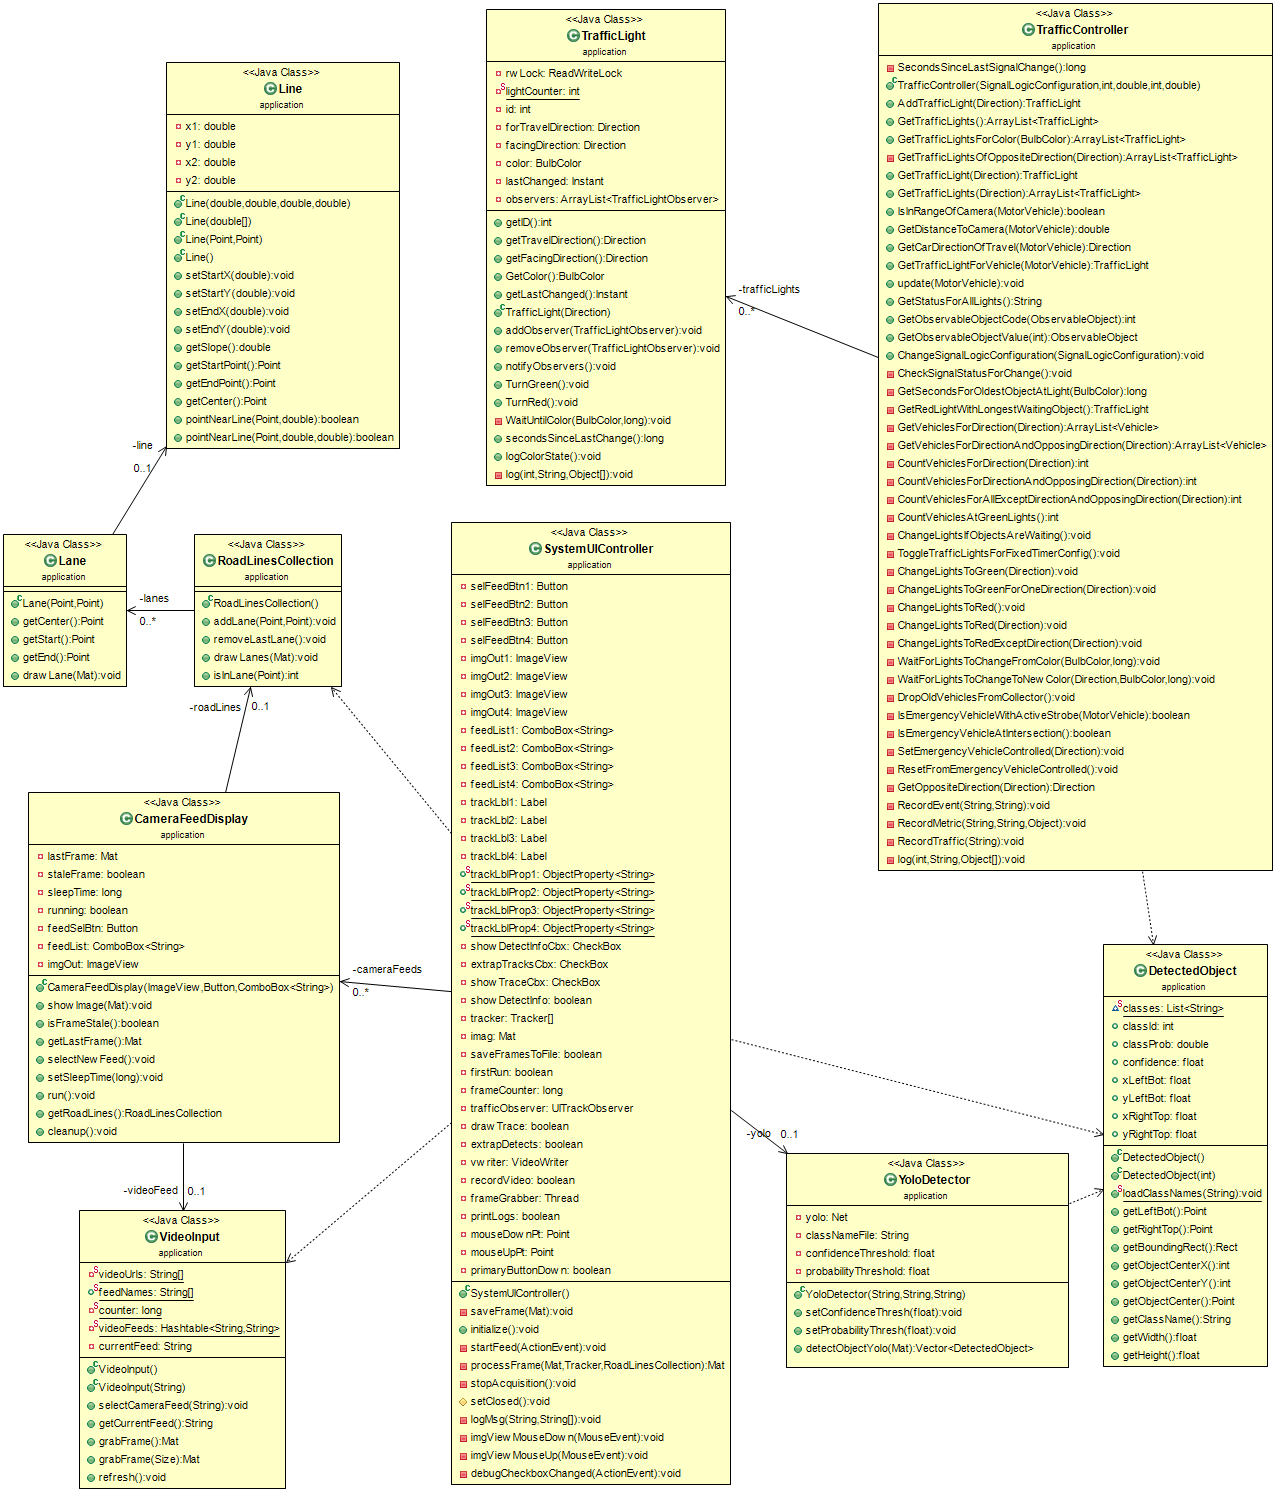 <<Java Class>>
Line
application
x1: double
y1: double
x2: double
y2: double
Line(double,double,double,double)
Line(double[])
Line(Point,Point)
Line()
setStartX(double):void
setStartY(double):void
setEndX(double):void
setEndY(double):void
getSlope():double
getStartPoint():Point
getEndPoint():Point
getCenter():Point
pointNearLine(Point,double):boolean
pointNearLine(Point,double,double):boolean
<<Java Class>>
TrafficLight
application
rwLock: ReadWriteLock
lightCounter: int
id: int
forTravelDirection: Direction
facingDirection: Direction
color: BulbColor
lastChanged: Instant
observers: ArrayList<TrafficLightObserver>
getID():int
getTravelDirection():Direction
getFacingDirection():Direction
GetColor():BulbColor
getLastChanged():Instant
TrafficLight(Direction)
addObserver(TrafficLightObserver):void
removeObserver(TrafficLightObserver):void
notifyObservers():void
TurnGreen():void
TurnRed():void
WaitUntilColor(BulbColor,long):void
secondsSinceLastChange():long
logColorState():void
log(int,String,Object[]):void
<<Java Class>>
TrafficController
application
SecondsSinceLastSignalChange():long
TrafficController(SignalLogicConfiguration,int,double,int,double)
AddTrafficLight(Direction):TrafficLight
GetTrafficLights():ArrayList<TrafficLight>
GetTrafficLightsForColor(BulbColor):ArrayList<TrafficLight>
GetTrafficLightsOfOppositeDirection(Direction):ArrayList<TrafficLight>
GetTrafficLight(Direction):TrafficLight
GetTrafficLights(Direction):ArrayList<TrafficLight>
IsInRangeOfCamera(MotorVehicle):boolean
GetDistanceToCamera(MotorVehicle):double
GetCarDirectionOfTravel(MotorVehicle):Direction
GetTrafficLightForVehicle(MotorVehicle):TrafficLight
update(MotorVehicle):void
GetStatusForAllLights():String
GetObservableObjectCode(ObservableObject):int
GetObservableObjectValue(int):ObservableObject
ChangeSignalLogicConfiguration(SignalLogicConfiguration):void
CheckSignalStatusForChange():void
GetSecondsForOldestObjectAtLight(BulbColor):long
GetRedLightWithLongestWaitingObject():TrafficLight
GetVehiclesForDirection(Direction):ArrayList<Vehicle>
GetVehiclesForDirectionAndOpposingDirection(Direction):ArrayList<Vehicle>
CountVehiclesForDirection(Direction):int
CountVehiclesForDirectionAndOpposingDirection(Direction):int
CountVehiclesForAllExceptDirectionAndOpposingDirection(Direction):int
CountVehiclesAtGreenLights():int
ChangeLightsIfObjectsAreWaiting():void
ToggleTrafficLightsForFixedTimerConfig():void
ChangeLightsToGreen(Direction):void
ChangeLightsToGreenForOneDirection(Direction):void
ChangeLightsToRed():void
ChangeLightsToRed(Direction):void
ChangeLightsToRedExceptDirection(Direction):void
WaitForLightsToChangeFromColor(BulbColor,long):void
WaitForLightsToChangeToNewColor(Direction,BulbColor,long):void
DropOldVehiclesFromCollector():void
IsEmergencyVehicleWithActiveStrobe(MotorVehicle):boolean
IsEmergencyVehicleAtIntersection():boolean
SetEmergencyVehicleControlled(Direction):void
ResetFromEmergencyVehicleControlled():void
GetOppositeDirection(Direction):Direction
RecordEvent(String,String):void
RecordMetric(String,String,Object):void
RecordTraffic(String):void
log(int,String,Object[]):void
-trafficLights
0..*
-line
0..1
<<Java Class>>
Lane
application
Lane(Point,Point)
getCenter():Point
getStart():Point
getEnd():Point
drawLane(Mat):void
-lanes
0..*
<<Java Class>>
RoadLinesCollection
application
RoadLinesCollection()
addLane(Point,Point):void
removeLastLane():void
drawLanes(Mat):void
isInLane(Point):int
-roadLines
0..1
<<Java Class>>
SystemUIController
application
selFeedBtn1: Button
selFeedBtn2: Button
selFeedBtn3: Button
selFeedBtn4: Button
imgOut1: ImageView
imgOut2: ImageView
imgOut3: ImageView
imgOut4: ImageView
feedList1: ComboBox<String>
feedList2: ComboBox<String>
feedList3: ComboBox<String>
feedList4: ComboBox<String>
trackLbl1: Label
trackLbl2: Label
trackLbl3: Label
trackLbl4: Label
trackLblProp1: ObjectProperty<String>
trackLblProp2: ObjectProperty<String>
trackLblProp3: ObjectProperty<String>
trackLblProp4: ObjectProperty<String>
showDetectInfoCbx: CheckBox
extrapTracksCbx: CheckBox
showTraceCbx: CheckBox
showDetectInfo: boolean
tracker: Tracker[]
imag: Mat
saveFramesToFile: boolean
firstRun: boolean
frameCounter: long
trafficObserver: UITrackObserver
drawTrace: boolean
extrapDetects: boolean
vwriter: VideoWriter
recordVideo: boolean
frameGrabber: Thread
printLogs: boolean
mouseDownPt: Point
mouseUpPt: Point
primaryButtonDown: boolean
SystemUIController()
saveFrame(Mat):void
initialize():void
startFeed(ActionEvent):void
processFrame(Mat,Tracker,RoadLinesCollection):Mat
stopAcquisition():void
setClosed():void
logMsg(String,String[]):void
imgViewMouseDown(MouseEvent):void
imgViewMouseUp(MouseEvent):void
debugCheckboxChanged(ActionEvent):void
<<Java Class>>
CameraFeedDisplay
application
lastFrame: Mat
staleFrame: boolean
sleepTime: long
running: boolean
feedSelBtn: Button
feedList: ComboBox<String>
imgOut: ImageView
CameraFeedDisplay(ImageView,Button,ComboBox<String>)
showImage(Mat):void
isFrameStale():boolean
getLastFrame():Mat
selectNewFeed():void
setSleepTime(long):void
run():void
getRoadLines():RoadLinesCollection
cleanup():void
-cameraFeeds
0..*
-videoFeed
0..1
<<Java Class>>
VideoInput
application
videoUrls: String[]
feedNames: String[]
counter: long
videoFeeds: Hashtable<String,String>
currentFeed: String
VideoInput()
VideoInput(String)
selectCameraFeed(String):void
getCurrentFeed():String
grabFrame():Mat
grabFrame(Size):Mat
refresh():void
-yolo
0..1
<<Java Class>>
YoloDetector
application
yolo: Net
classNameFile: String
confidenceThreshold: float
probabilityThreshold: float
YoloDetector(String,String,String)
setConfidenceThresh(float):void
setProbabilityThresh(float):void
detectObjectYolo(Mat):Vector<DetectedObject>
<<Java Class>>
DetectedObject
application
classes: List<String>
classId: int
classProb: double
confidence: float
xLeftBot: float
yLeftBot: float
xRightTop: float
yRightTop: float
DetectedObject()
DetectedObject(int)
loadClassNames(String):void
getLeftBot():Point
getRightTop():Point
getBoundingRect():Rect
getObjectCenterX():int
getObjectCenterY():int
getObjectCenter():Point
getClassName():String
getWidth():float
getHeight():float